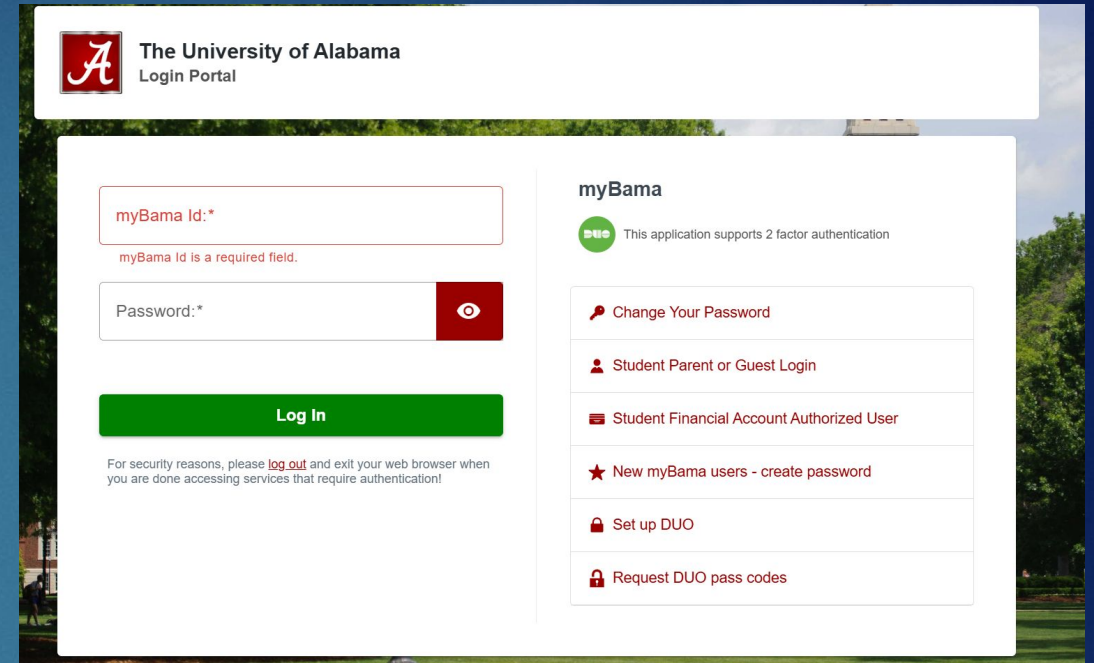 The University of Alabama
Login Portal
myBama Id:*
myBama Id is a required field.
Password:*
Log In
For security reasons, please log out and exit your web browser when
you are done accessing services that require authentication!
myBama
DUO
This application supports 2 factor authentication
Change Your Password
Student Parent or Guest Login
Student Financial Account Authorized User
New myBama users - create password
Set up DUO
Request DUO pass codes